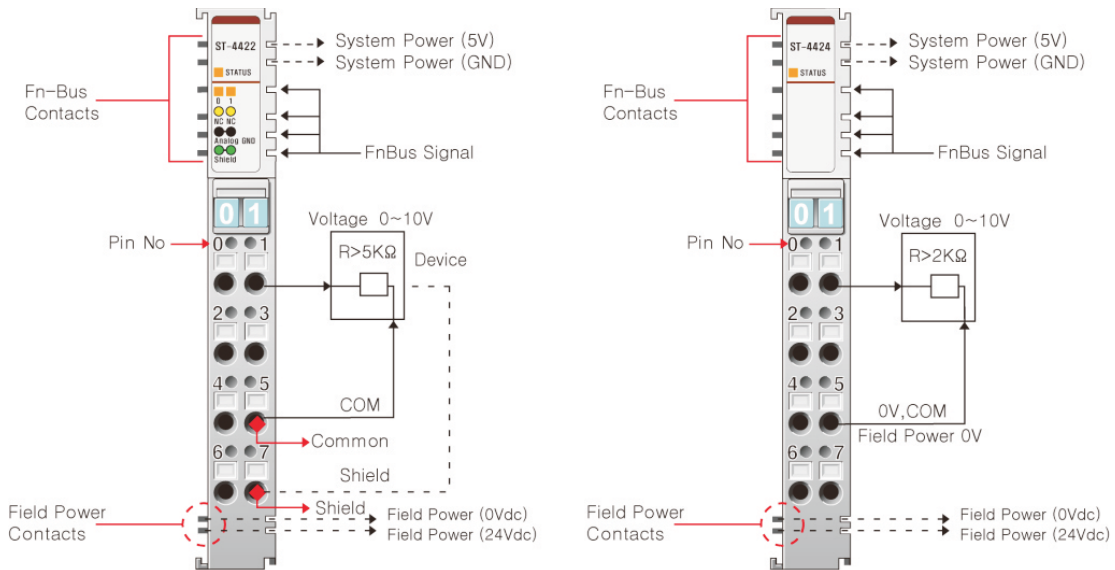 ST-4422
STATUS
0 1
NC NC
Analog GND
Shield
System Power (5V)
System Power (GND)
Fn-Bus
Contacts
FnBus Signal
0 1
Voltage 0~10V
Pin No
0 1
R>5KΩ
Device
2 3
4 5
COM
Common
6 7
Shield
Shield
Field Power
Contacts
Field Power (0Vdc)
Field Power (24Vdc)
ST-4424
STATUS
System Power (5V)
System Power (GND)
Fn-Bus
Contacts
FnBus Signal
0 1
Voltage 0~10V
Pin No
0 1
R>2KΩ
2 3
4 5
0V,COM
Field Power 0V
6 7
Field Power
Contacts
Field Power (0Vdc)
Field Power (24Vdc)